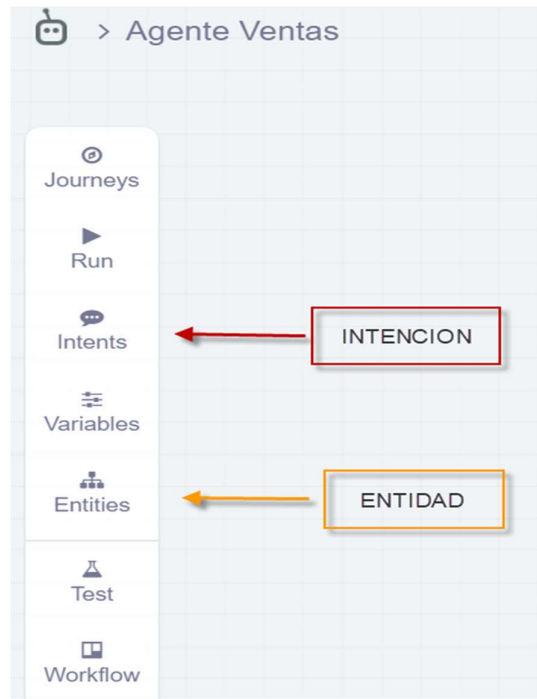 > Agente Ventas
Journeys
Run
Intents
INTENCION
Variables
Entities
ENTIDAD
Test
Workflow